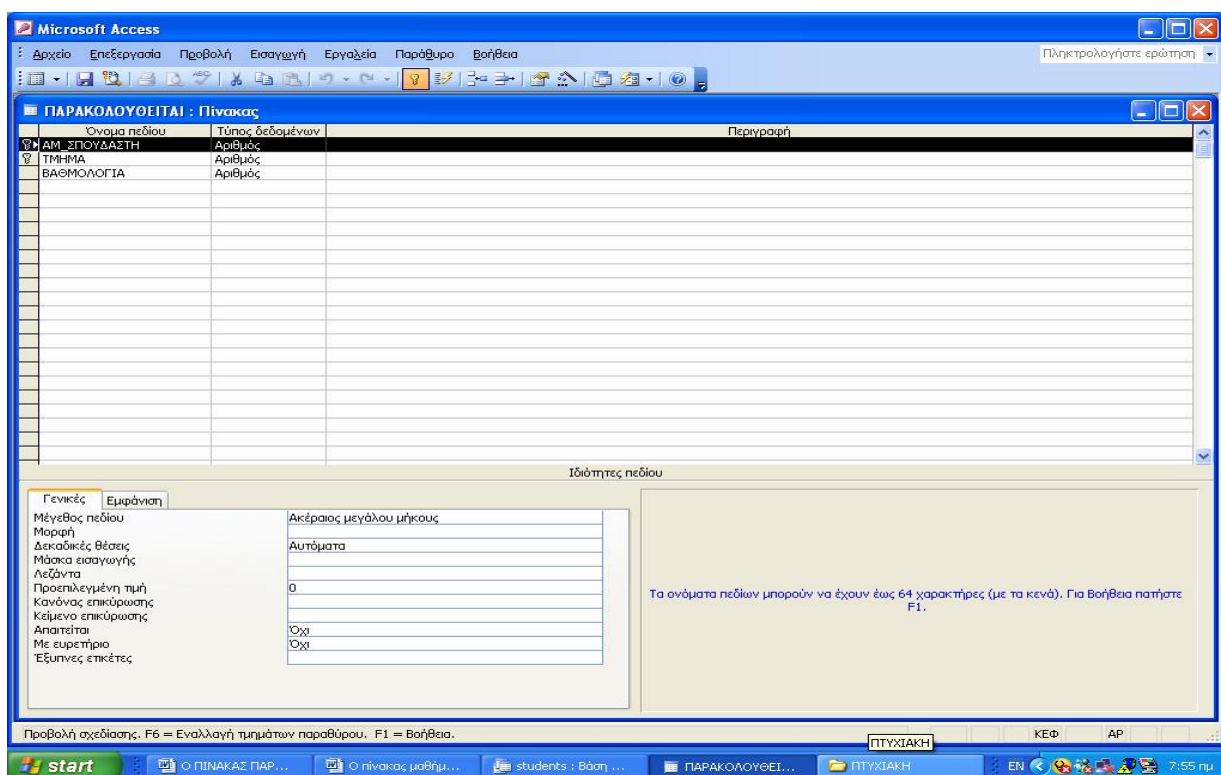 Microsoft Access
Αρχείο Επεξεργασία Προβολή Εισαγωγή Εργαλεία Παράθυρο Βοήθεια Πληκτρολογήστε ερώτηση
ΠΑΡΑΚΟΛΟΥΘΕΙΤΑΙ : Πίνακας
Όνομα πεδίου Τύπος δεδομένων Περιγραφή
ΑΜ_ΣΠΟΥΔΑΣΤΗ Αριθμός
ΤΜΗΜΑ Αριθμός
ΒΑΘΜΟΛΟΓΙΑ Αριθμός
Ιδιότητες πεδίου
Γενικές Εμφάνιση
Μέγεθος πεδίου Ακέραιος μεγάλου μήκους
Μορφή
Δεκαδικές θέσεις Αυτόματα
Μάσκα εισαγωγής
Λεζάντα
Προεπιλεγμένη τιμή 0
Κανόνας επικύρωσης
Κείμενο επικύρωσης
Απαιτείται Όχι
Με ευρετήριο Όχι
Έξυπνες ετικέτες
Τα ονόματα πεδίων μπορούν να έχουν έως 64 χαρακτήρες (με τα κενά). Για Βοήθεια πατήστε
F1.
Προβολή σχεδίασης. F6 = Εναλλαγή τμημάτων παραθύρου. F1 = Βοήθεια. ΚΕΦ ΑΡ
ΠΤΥΧΙΑΚΗ
start Ο ΠΙΝΑΚΑΣ ΠΑΡ... Ο πίνακας μαθήμ... students : Βάση ... ΠΑΡΑΚΟΛΟΥΘΕΙ... ΠΤΥΧΙΑΚΗ EN 7:55 πμ